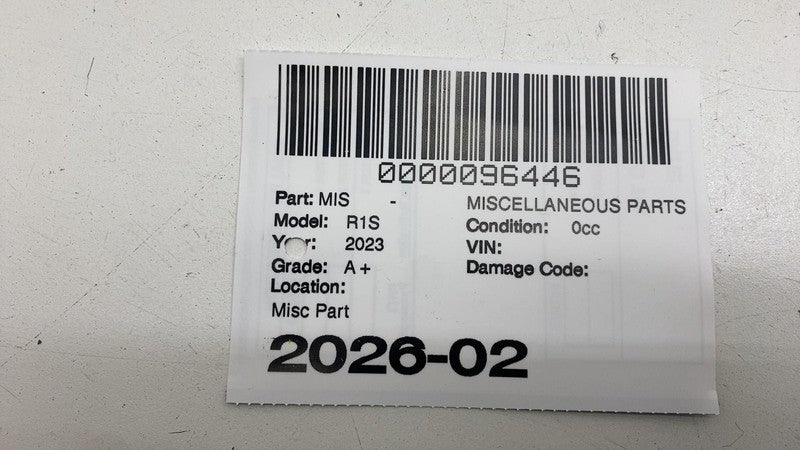 0000096446
Part: MIS - MISCELLANEOUS PARTS
Model: R1S Condition: 0cc
Year: 2023 VIN:
Grade: A+ Damage Code:
Location:
Misc Part
2026-02